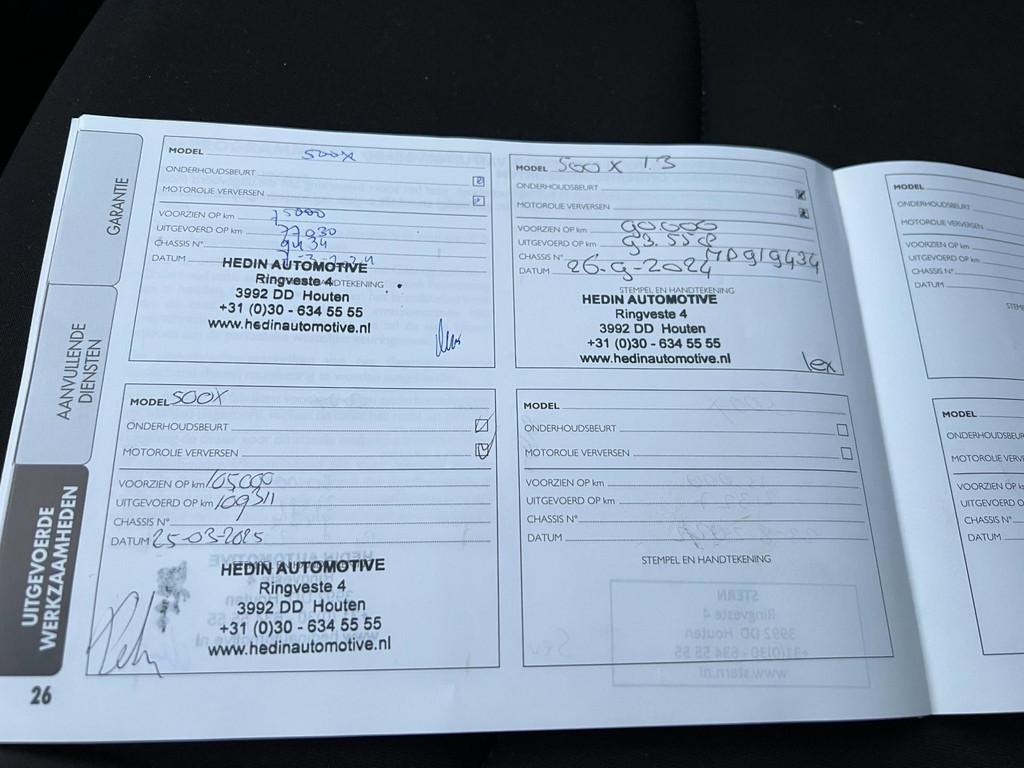 GARANTIE
AANVULLENDE
DIENSTEN
UITGEVOERDE
WERKZAAMHEDEN
26
MODEL 500X
ONDERHOUDSBEURT
MOTOROLIE VERVERSEN
VOORZIEN OP km 75000
UITGEVOERD OP km 77030
CHASSIS N° 9434
DATUM
HANDTEKENING
HEDIN AUTOMOTIVE
Ringveste 4
3992 DD Houten
+31 (0)30 - 634 55 55
www.hedinautomotive.nl
MODEL 500X 1.3
ONDERHOUDSBEURT
MOTOROLIE VERVERSEN
VOORZIEN OP km 90.000
UITGEVOERD OP km 93.558
CHASSIS N° MP919434
DATUM 26-9-2024
STEMPEL EN HANDTEKENING
HEDIN AUTOMOTIVE
Ringveste 4
3992 DD Houten
+31 (0)30 - 634 55 55
www.hedinautomotive.nl
lex
MODEL 500X
ONDERHOUDSBEURT
MOTOROLIE VERVERSEN
VOORZIEN OP km 105.000
UITGEVOERD OP km 109311
CHASSIS N°
DATUM 25-03-2025
HEDIN AUTOMOTIVE
Ringveste 4
3992 DD Houten
+31 (0)30 - 634 55 55
www.hedinautomotive.nl
MODEL
ONDERHOUDSBEURT
MOTOROLIE VERVERSEN
VOORZIEN OP km
UITGEVOERD OP km
CHASSIS N°
DATUM
STEMPEL EN HANDTEKENING
MODEL
ONDERHOUDSBEURT
MOTOROLIE VERVERSEN
VOORZIEN OP km
UITGEVOERD OP km
CHASSIS N°
DATUM
MODEL
ONDERHOUDSBEUR
MOTOROLIE VERV
VOORZIEN OP k
UITGEVOERD O
CHASSIS N°
DATUM